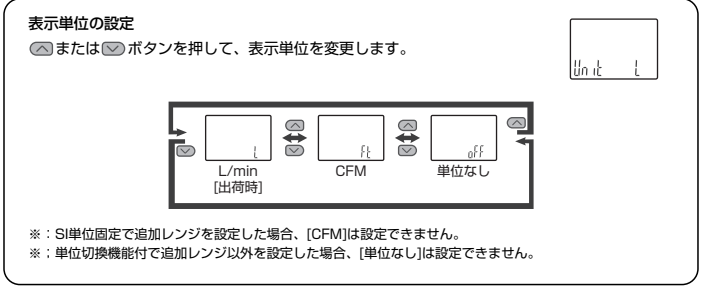 表示単位の設定
または ボタンを押して、表示単位を変更します。
Unit L
L
Ft
oFF
L/min
CFM
単位なし
[出荷時]
※：SI単位固定で追加レンジを設定した場合、[CFM]は設定できません。
※；単位切換機能付で追加レンジ以外を設定した場合、[単位なし]は設定できません。